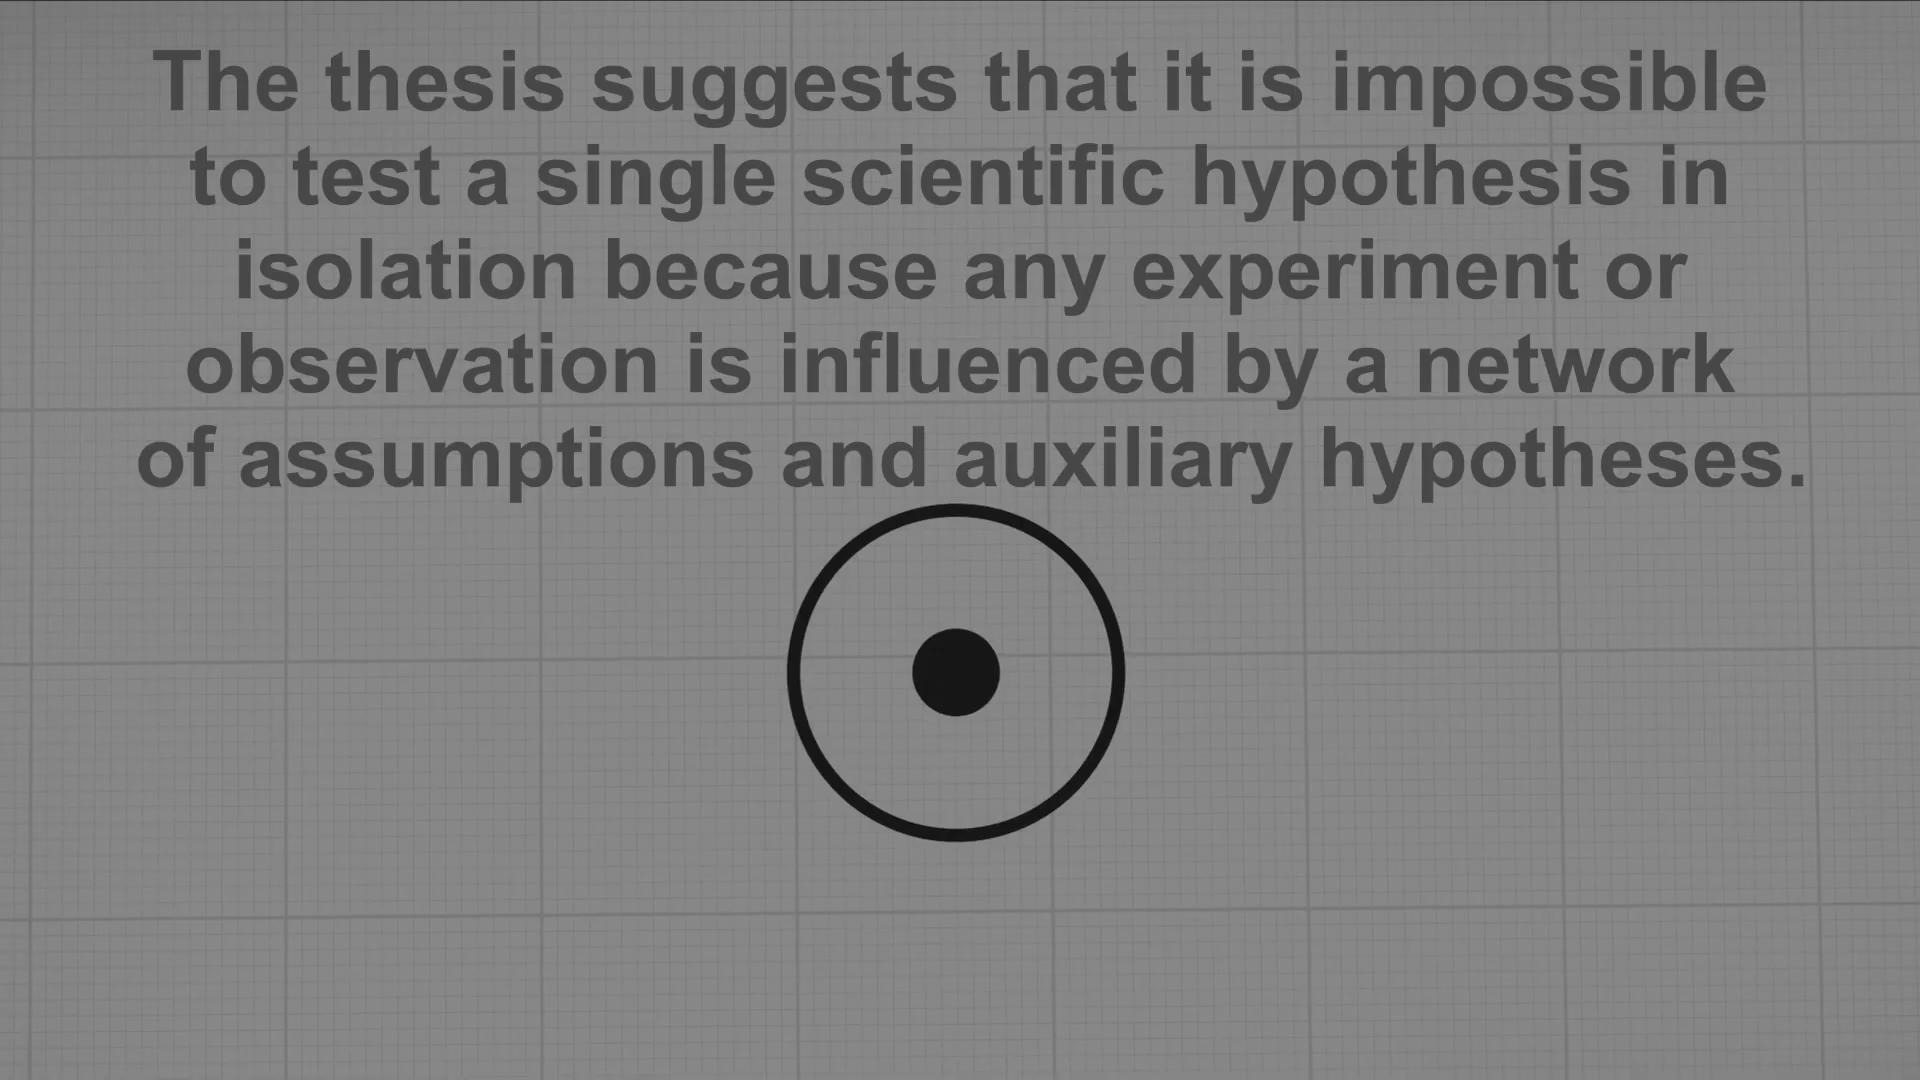 The thesis suggests that it is impossible
to test a single scientific hypothesis in
isolation because any experiment or
observation is influenced by a network
of assumptions and auxiliary hypotheses.